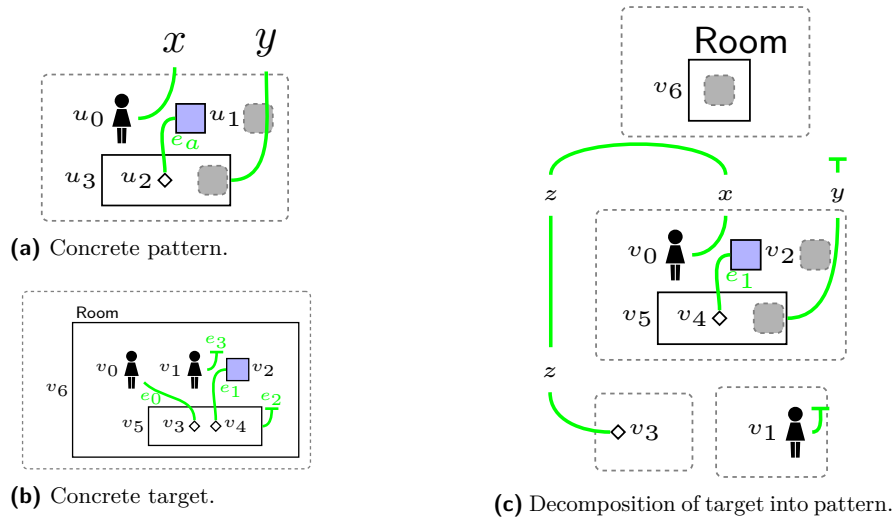 x y
u0 u1
ea
u3 u2
(a) Concrete pattern.
Room
e3
v0 v1 v2
v6
e0 e1 e2
v5 v3 v4
(b) Concrete target.
Room
v6
z x y
v0 v2
e1
v5 v4
z
v3 v1
(c) Decomposition of target into pattern.